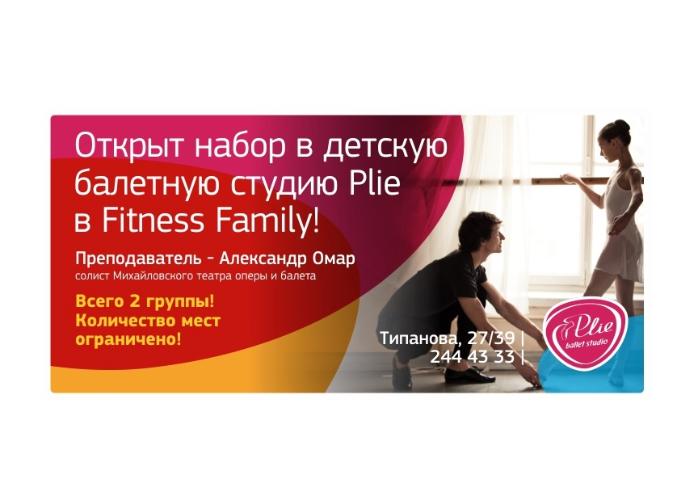 Открыт набор в детскую
балетную студию Plie
в Fitness Family!
Преподаватель - Александр Омар
солист Михайловского театра оперы и балета
Всего 2 группы!
Количество мест
ограничено!
Типанова, 27/39 |
244 43 33 |
Plie
ballet studio